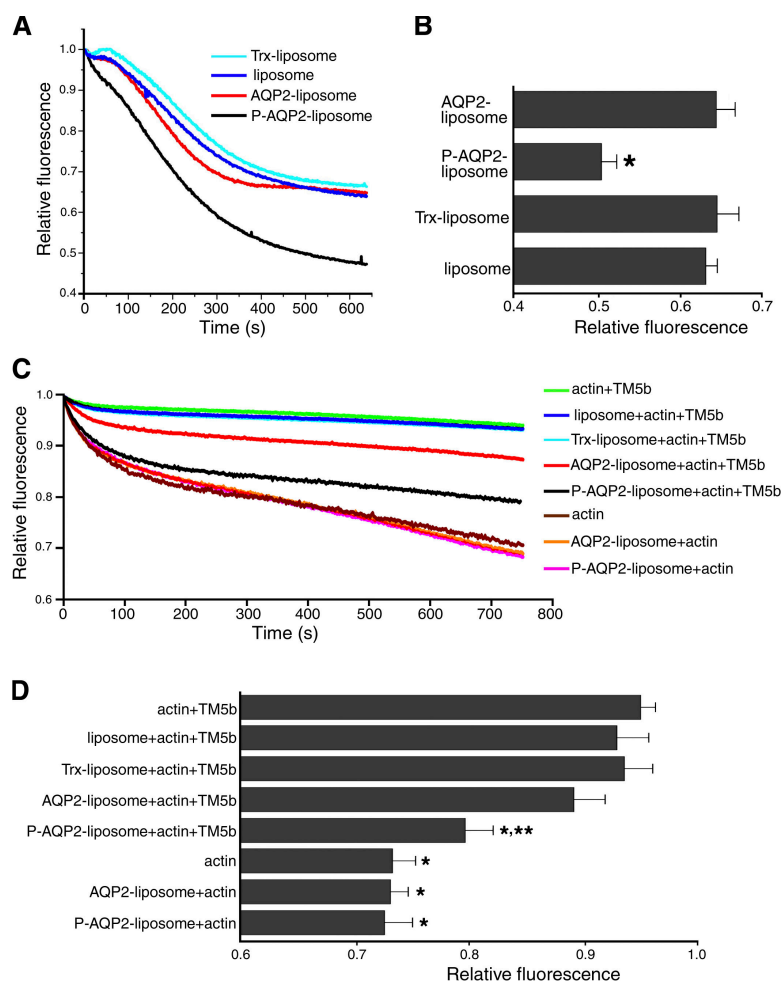 A
Relative fluorescence
1.0
0.9
0.8
0.7
0.6
0.5
0.4
0 100 200 300 400 500 600
Time (s)
Trx-liposome
liposome
AQP2-liposome
P-AQP2-liposome
B
AQP2-
liposome
P-AQP2-
liposome
*
Trx-liposome
liposome
0.4 0.5 0.6 0.7
Relative fluorescence
C
Relative fluorescence
1.0
0.9
0.8
0.7
0.6
0 100 200 300 400 500 600 700 800
Time (s)
actin+TM5b
liposome+actin+TM5b
Trx-liposome+actin+TM5b
AQP2-liposome+actin+TM5b
P-AQP2-liposome+actin+TM5b
actin
AQP2-liposome+actin
P-AQP2-liposome+actin
D
actin+TM5b
liposome+actin+TM5b
Trx-liposome+actin+TM5b
AQP2-liposome+actin+TM5b
P-AQP2-liposome+actin+TM5b *,**
actin *
AQP2-liposome+actin *
P-AQP2-liposome+actin *
0.6 0.7 0.8 0.9 1.0
Relative fluorescence